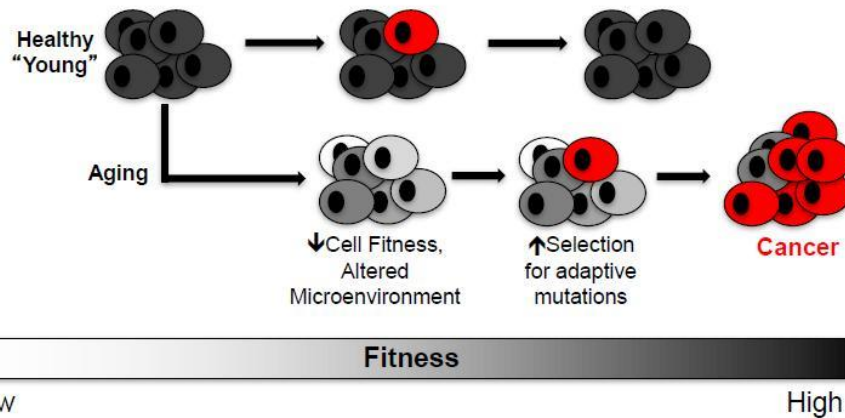 Healthy
“Young”
Aging
↓Cell Fitness,
Altered
Microenvironment
↑Selection
for adaptive
mutations
Cancer
Fitness
w
High